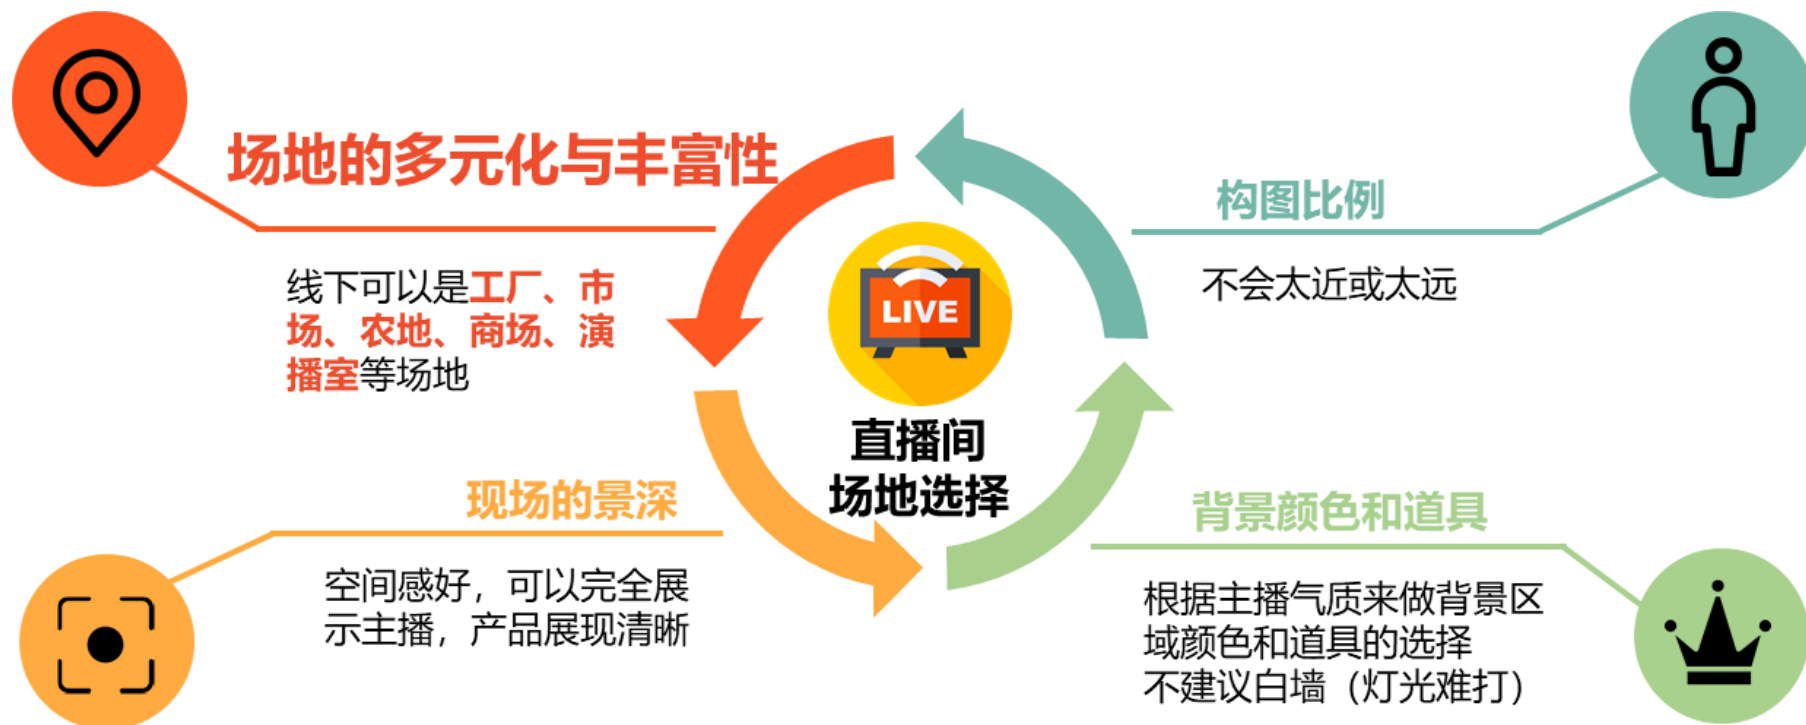 场地的多元化与丰富性
线下可以是工厂、市
场、农地、商场、演
播室等场地
构图比例
不会太近或太远
LIVE
直播间
场地选择
现场的景深
空间感好，可以完全展
示主播，产品展现清晰
背景颜色和道具
根据主播气质来做背景区
域颜色和道具的选择
不建议白墙（灯光难打）